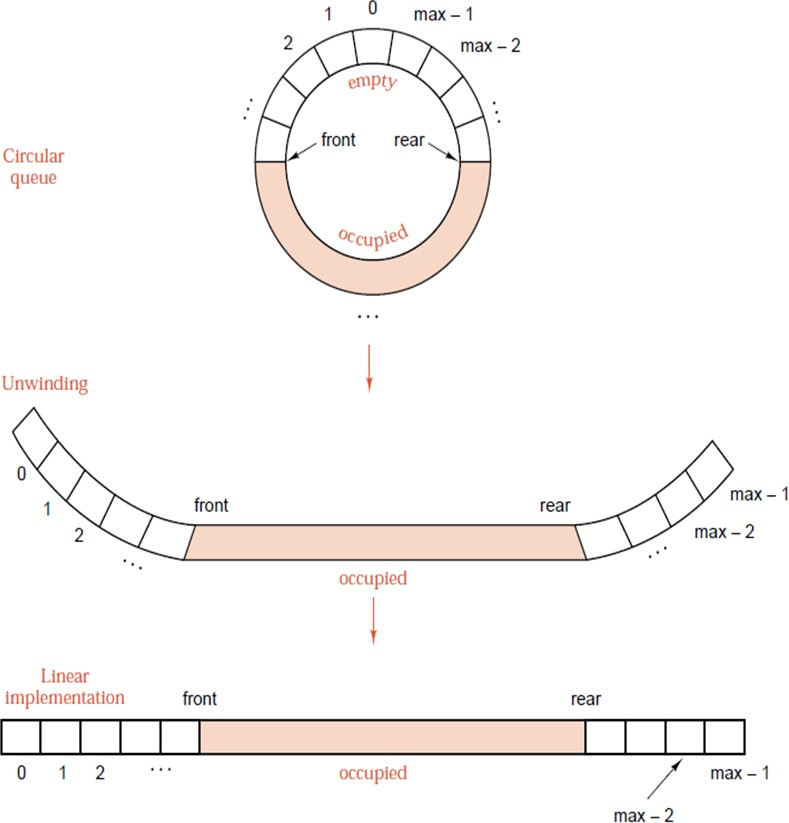 0
1
max – 1
2
max – 2
empty
...
...
front
rear
Circular
queue
occupied
...
Unwinding
0
1
2
...
front
rear
max – 1
max – 2
...
occupied
Linear
implementation
front
rear
0 1 2 ... occupied max – 1
max – 2